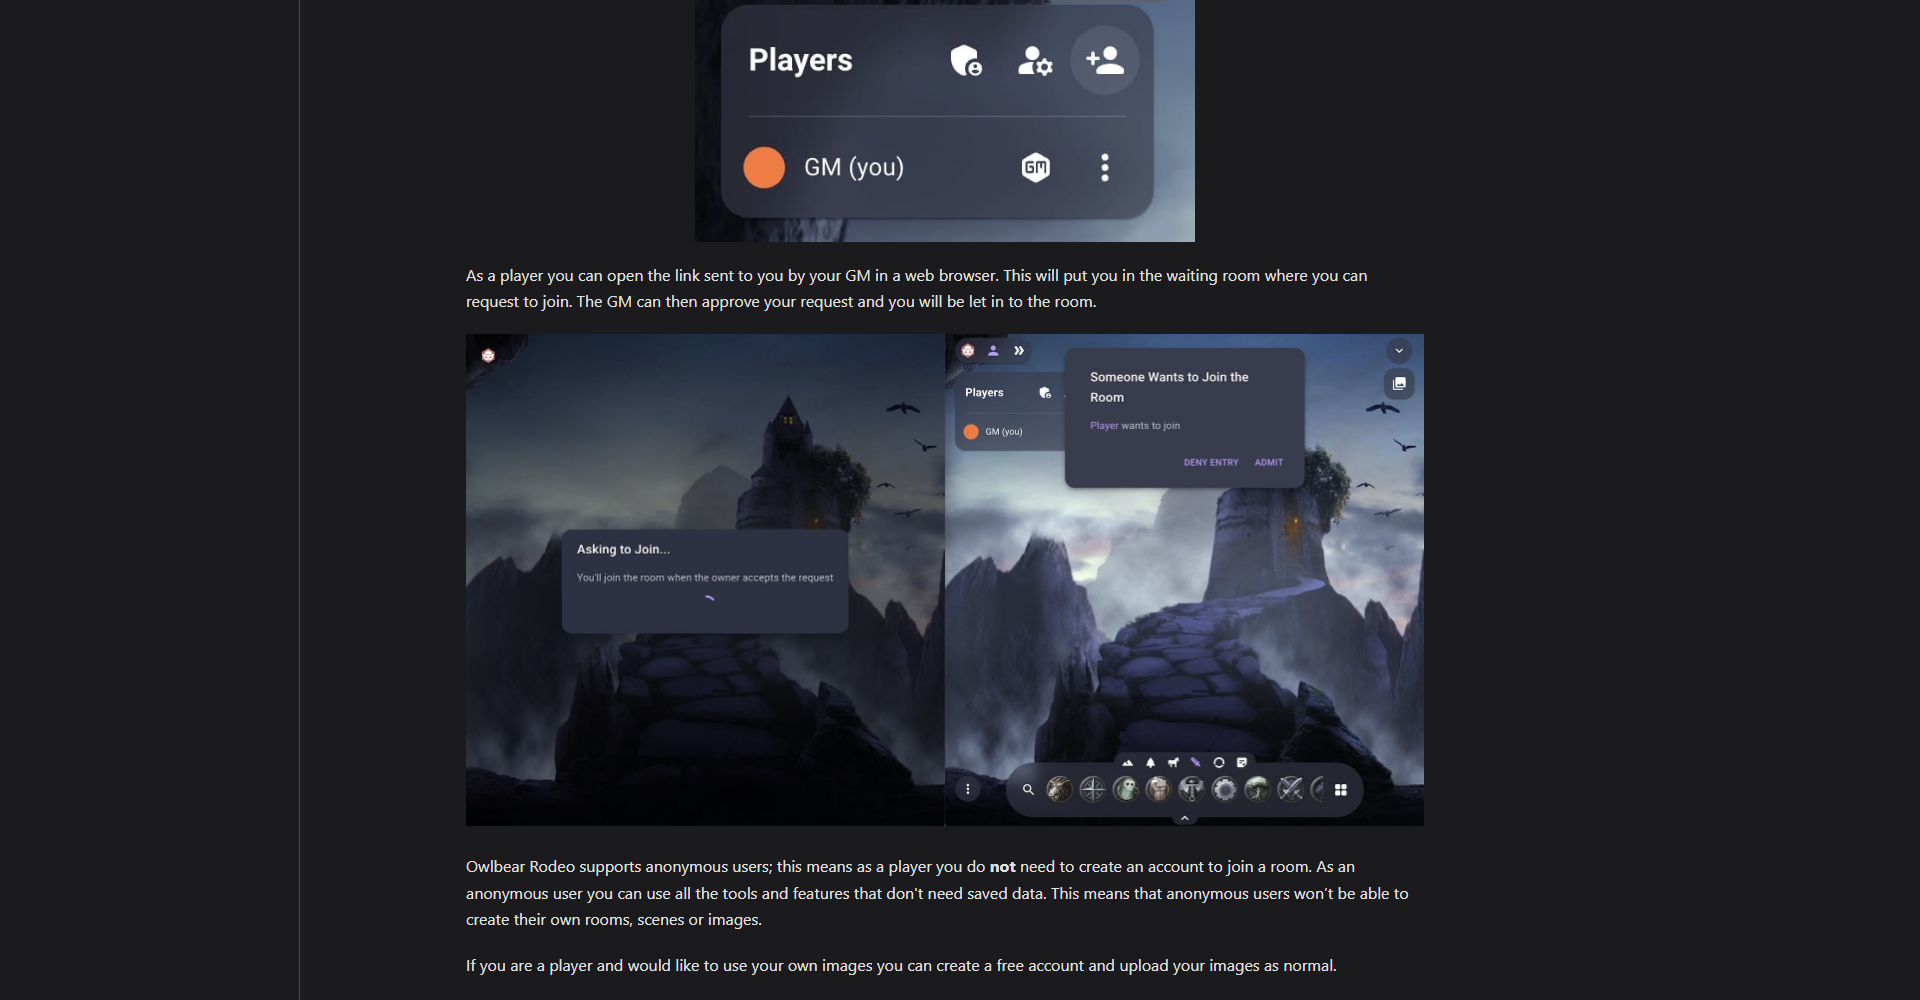 Players
GM (you)
GM
As a player you can open the link sent to you by your GM in a web browser. This will put you in the waiting room where you can
request to join. The GM can then approve your request and you will be let in to the room.
Asking to Join...
You'll join the room when the owner accepts the request
Players
GM (you)
Someone Wants to Join the
Room
Player wants to join
DENY ENTRY ADMIT
Owlbear Rodeo supports anonymous users; this means as a player you do not need to create an account to join a room. As an
anonymous user you can use all the tools and features that don't need saved data. This means that anonymous users won’t be able to
create their own rooms, scenes or images.
If you are a player and would like to use your own images you can create a free account and upload your images as normal.